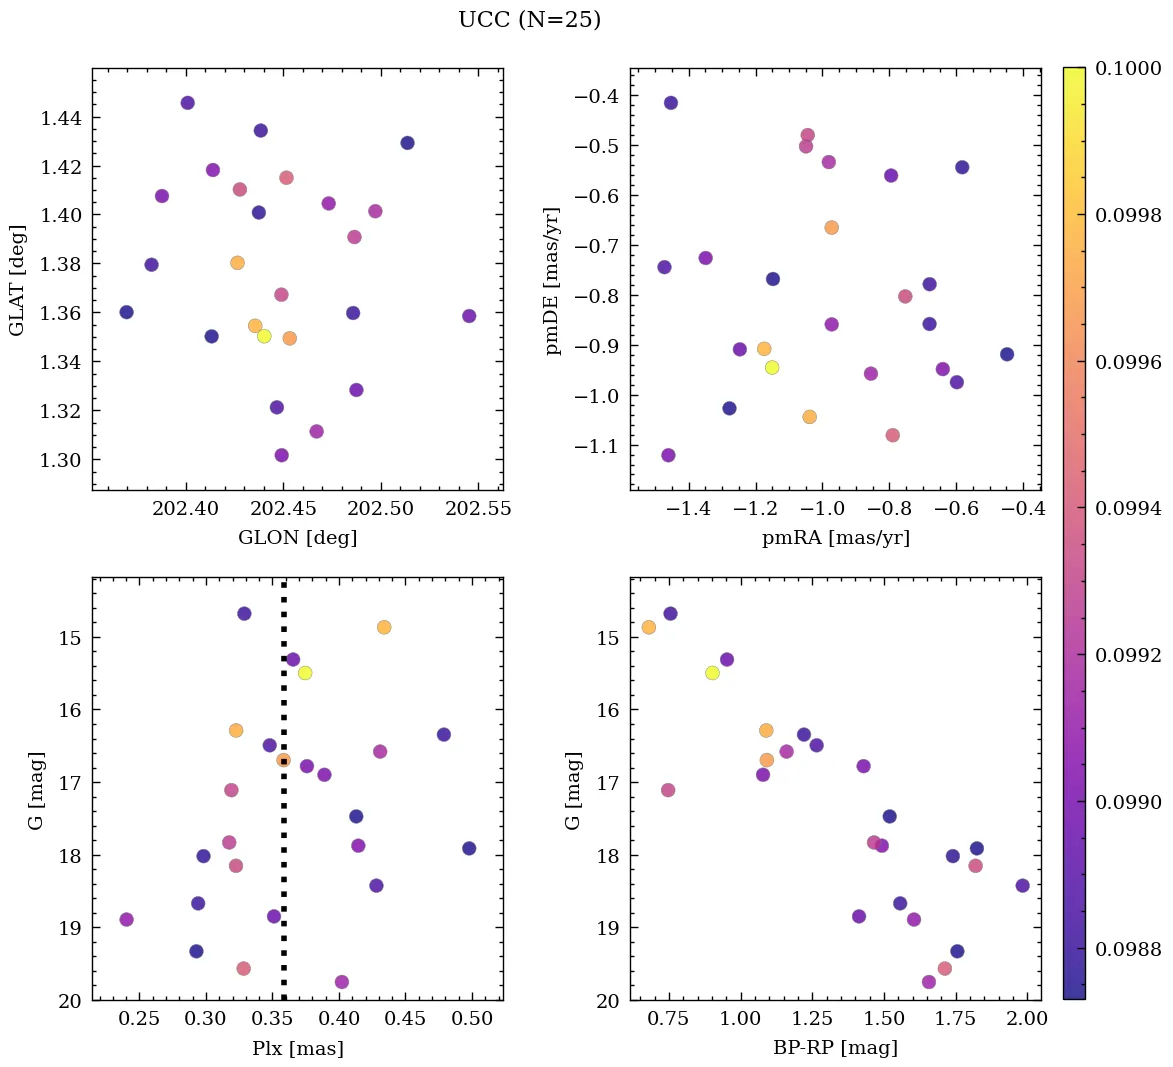 UCC (N=25)
1.44
1.42
1.40
1.38
1.36
1.34
1.32
1.30
GLAT [deg]
202.40 202.45 202.50 202.55
GLON [deg]
−0.4
−0.5
−0.6
−0.7
−0.8
−0.9
−1.0
−1.1
pmDE [mas/yr]
−1.4 −1.2 −1.0 −0.8 −0.6 −0.4
pmRA [mas/yr]
15
16
17
18
19
20
G [mag]
0.25 0.30 0.35 0.40 0.45 0.50
Plx [mas]
15
16
17
18
19
20
G [mag]
0.75 1.00 1.25 1.50 1.75 2.00
BP-RP [mag]
0.1000
0.0998
0.0996
0.0994
0.0992
0.0990
0.0988